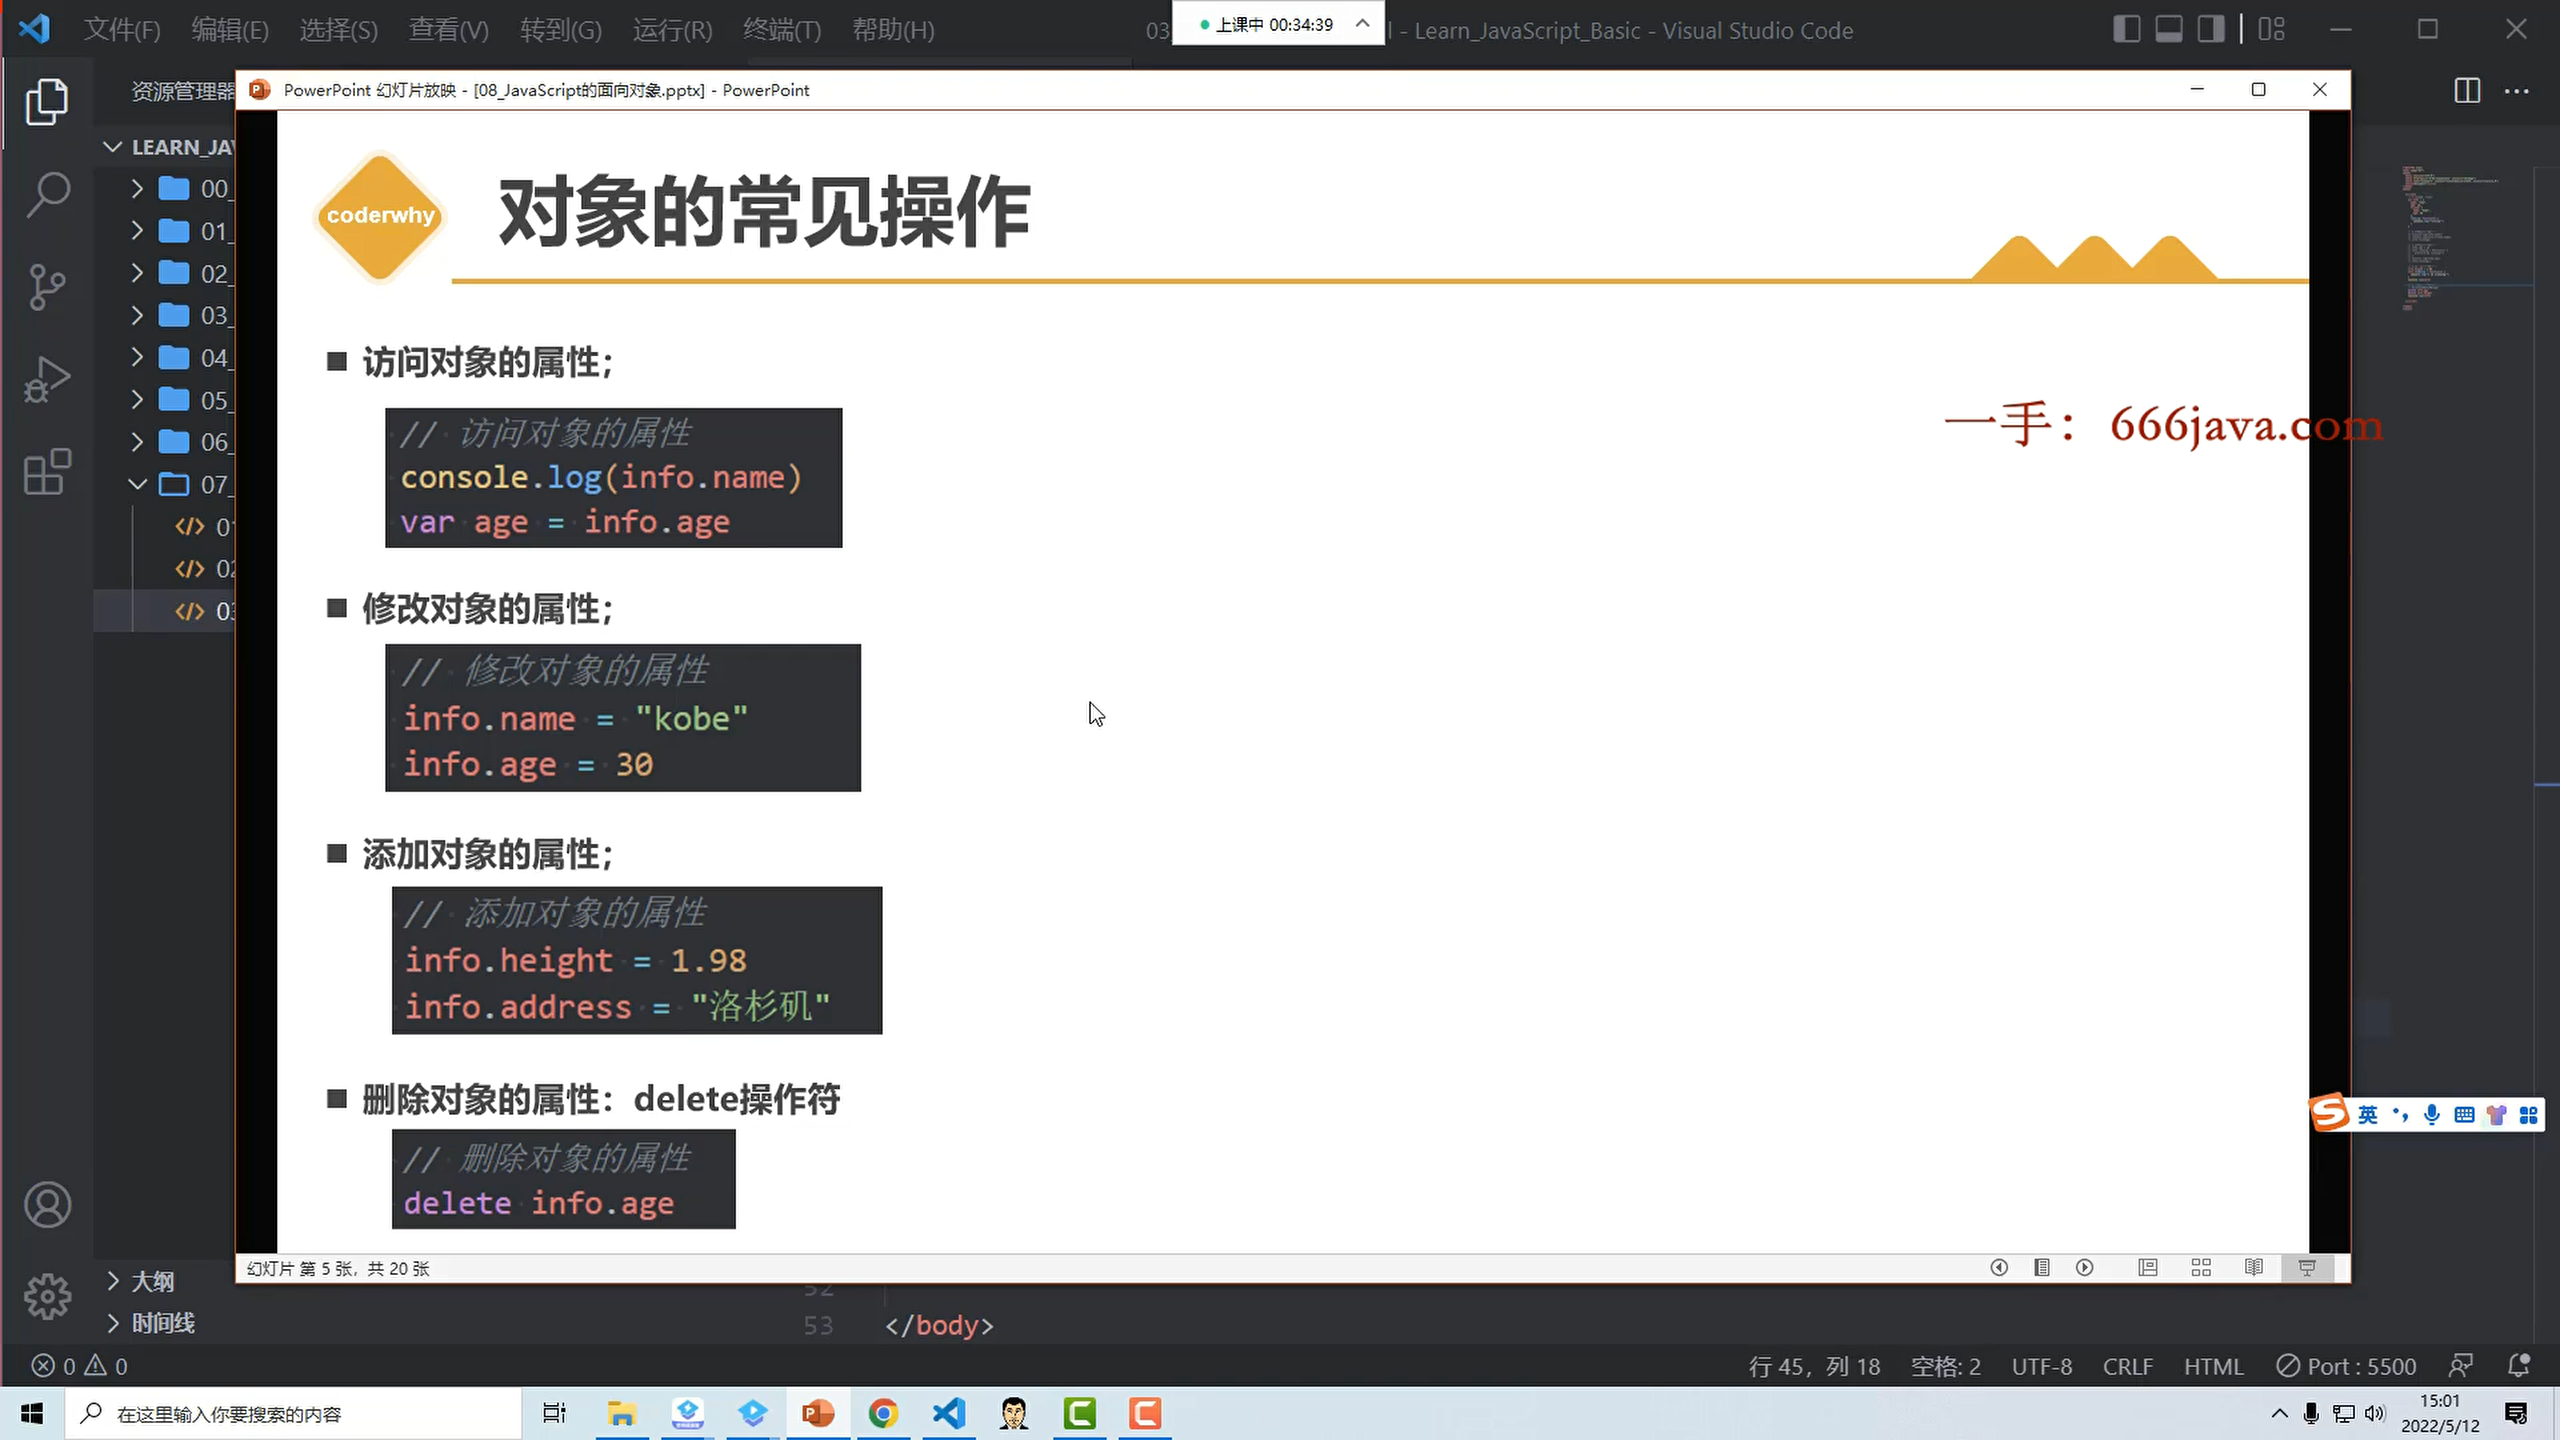 文件(F) 编辑(E) 选择(S) 查看(V) 转到(G) 运行(R) 终端(T) 帮助(H)
03
上课中 00:34:39
- Learn_JavaScript_Basic - Visual Studio Code
资源管理器
PowerPoint 幻灯片放映 - [08_JavaScript的面向对象.pptx] - PowerPoint
LEARN_JAV
00_
01_
02_
03_
04_
05_
06_
07_
01
02
03
coderwhy
对象的常见操作
访问对象的属性；
// 访问对象的属性
console.log(info.name)
var age = info.age
一手：666java.com
修改对象的属性；
// 修改对象的属性
info.name = "kobe"
info.age = 30
添加对象的属性；
// 添加对象的属性
info.height = 1.98
info.address = "洛杉矶"
删除对象的属性：delete操作符
// 删除对象的属性
delete info.age
英
幻灯片 第 5 张，共 20 张
大纲
时间线
52
53 </body>
0 0
行 45，列 18 空格: 2 UTF-8 CRLF HTML Port : 5500
在这里输入你要搜索的内容
15:01
2022/5/12